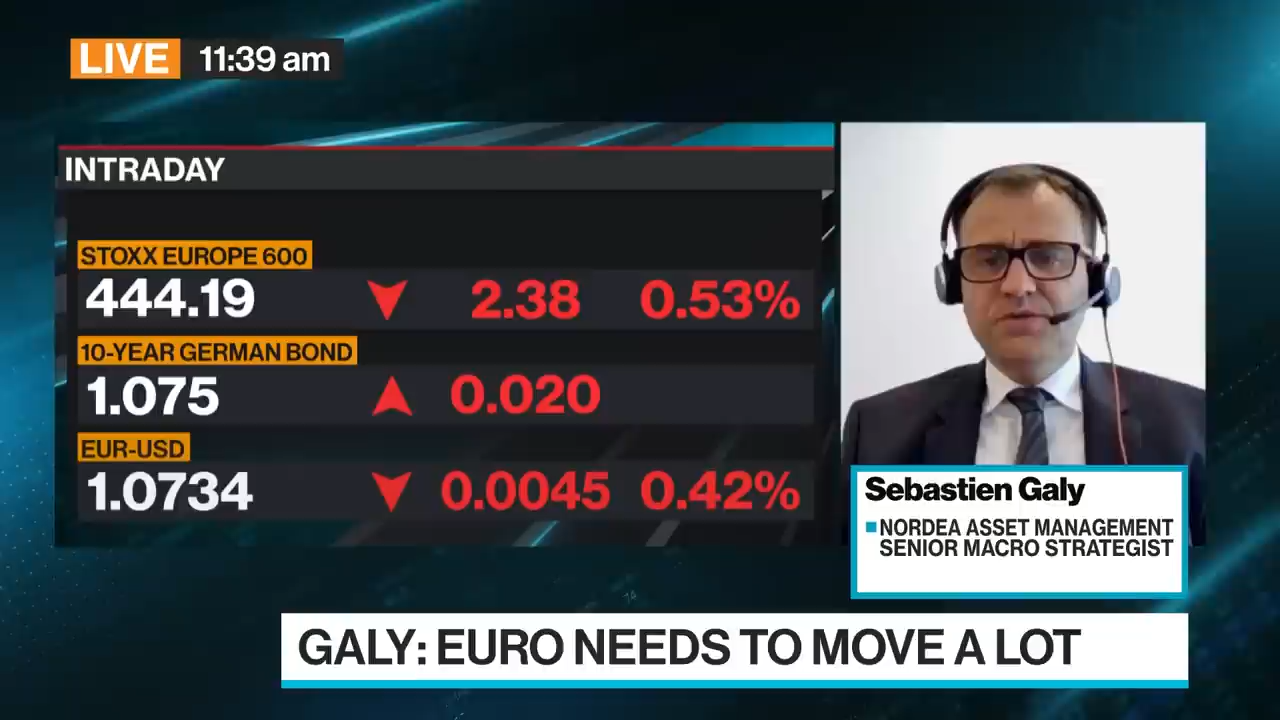 LIVE 11:39 am
INTRADAY
STOXX EUROPE 600
444.19 ▼ 2.38 0.53%
10-YEAR GERMAN BOND
1.075 ▲ 0.020
EUR-USD
1.0734 ▼ 0.0045 0.42%
Sebastien Galy
NORDEA ASSET MANAGEMENT
SENIOR MACRO STRATEGIST
GALY: EURO NEEDS TO MOVE A LOT